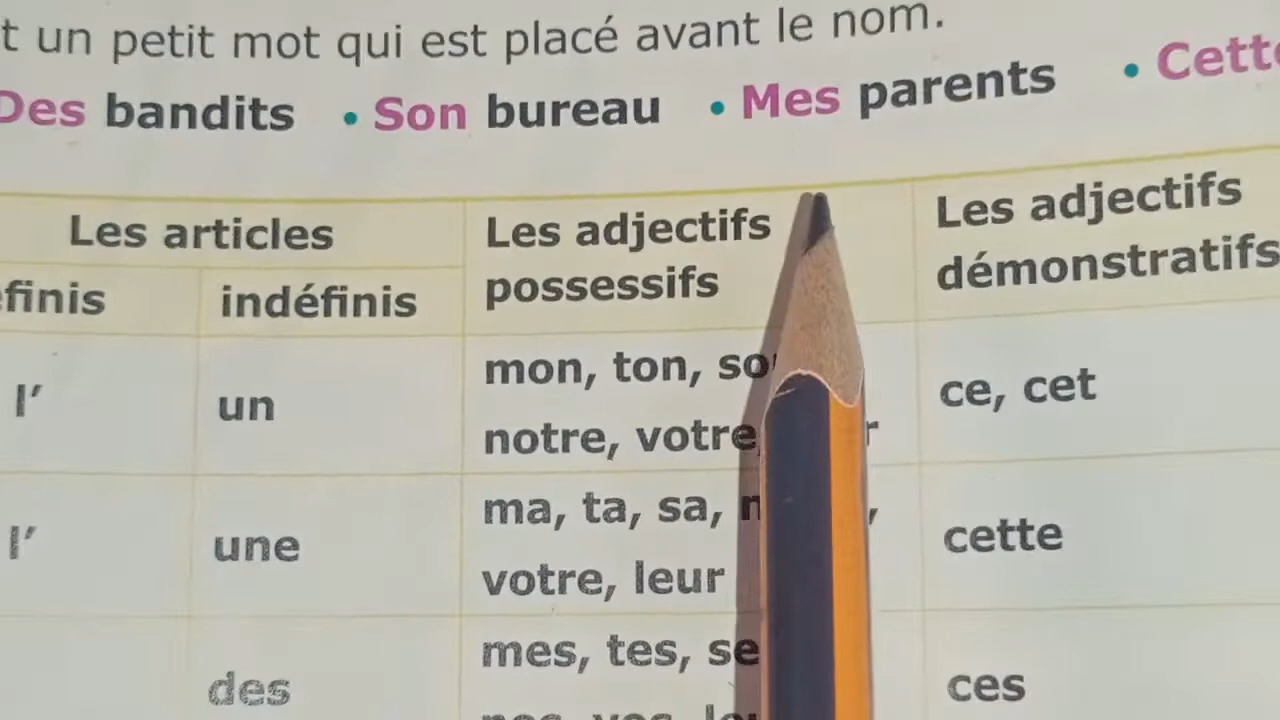 t un petit mot qui est placé avant le nom.
Des bandits • Son bureau • Mes parents • Cette
Les articles
Les adjectifs possessifs
Les adjectifs démonstratifs
finis
indéfinis
l'
un
mon, ton,
notre, votre,
ce, cet
l'
une
ma, ta, sa,
votre, leur
cette
des
mes, tes,
ces